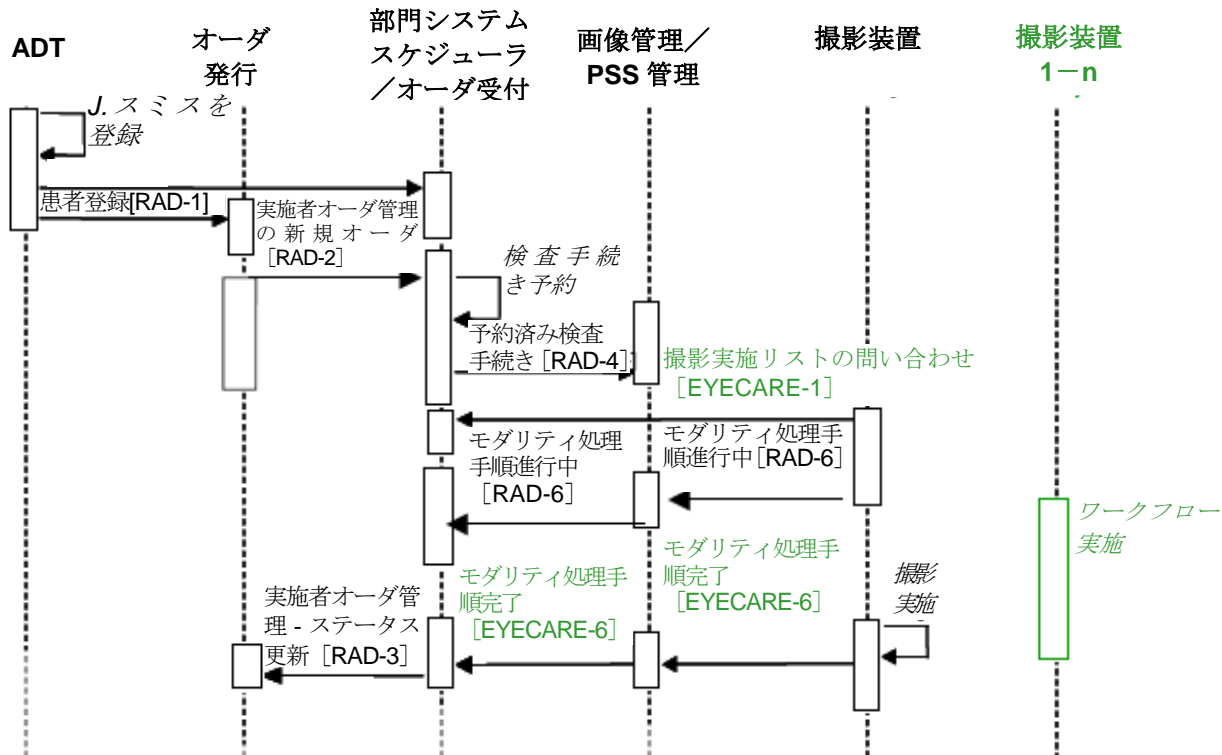 ADT
オーダ
発行
部門システム
スケジューラ
／オーダ受付
画像管理／
PSS 管理
撮影装置
撮影装置
1－n
J. スミスを
登録
患者登録[RAD-1]
実施者オーダ管理
の新規オーダ
［RAD-2］
検査手続
き予約
予約済み検査
手続き［RAD-4］
撮影実施リストの問い合わせ
［EYECARE-1］
モダリティ処理
手順進行中
［RAD-6］
モダリティ処理手
順進行中［RAD-6］
ワークフロー
実施
モダリティ処理手
順完了
［EYECARE-6］
モダリティ処理手
順完了
［EYECARE-6］
撮影
実施
実施者オーダ管
理 - ステータス
更新［RAD-3］